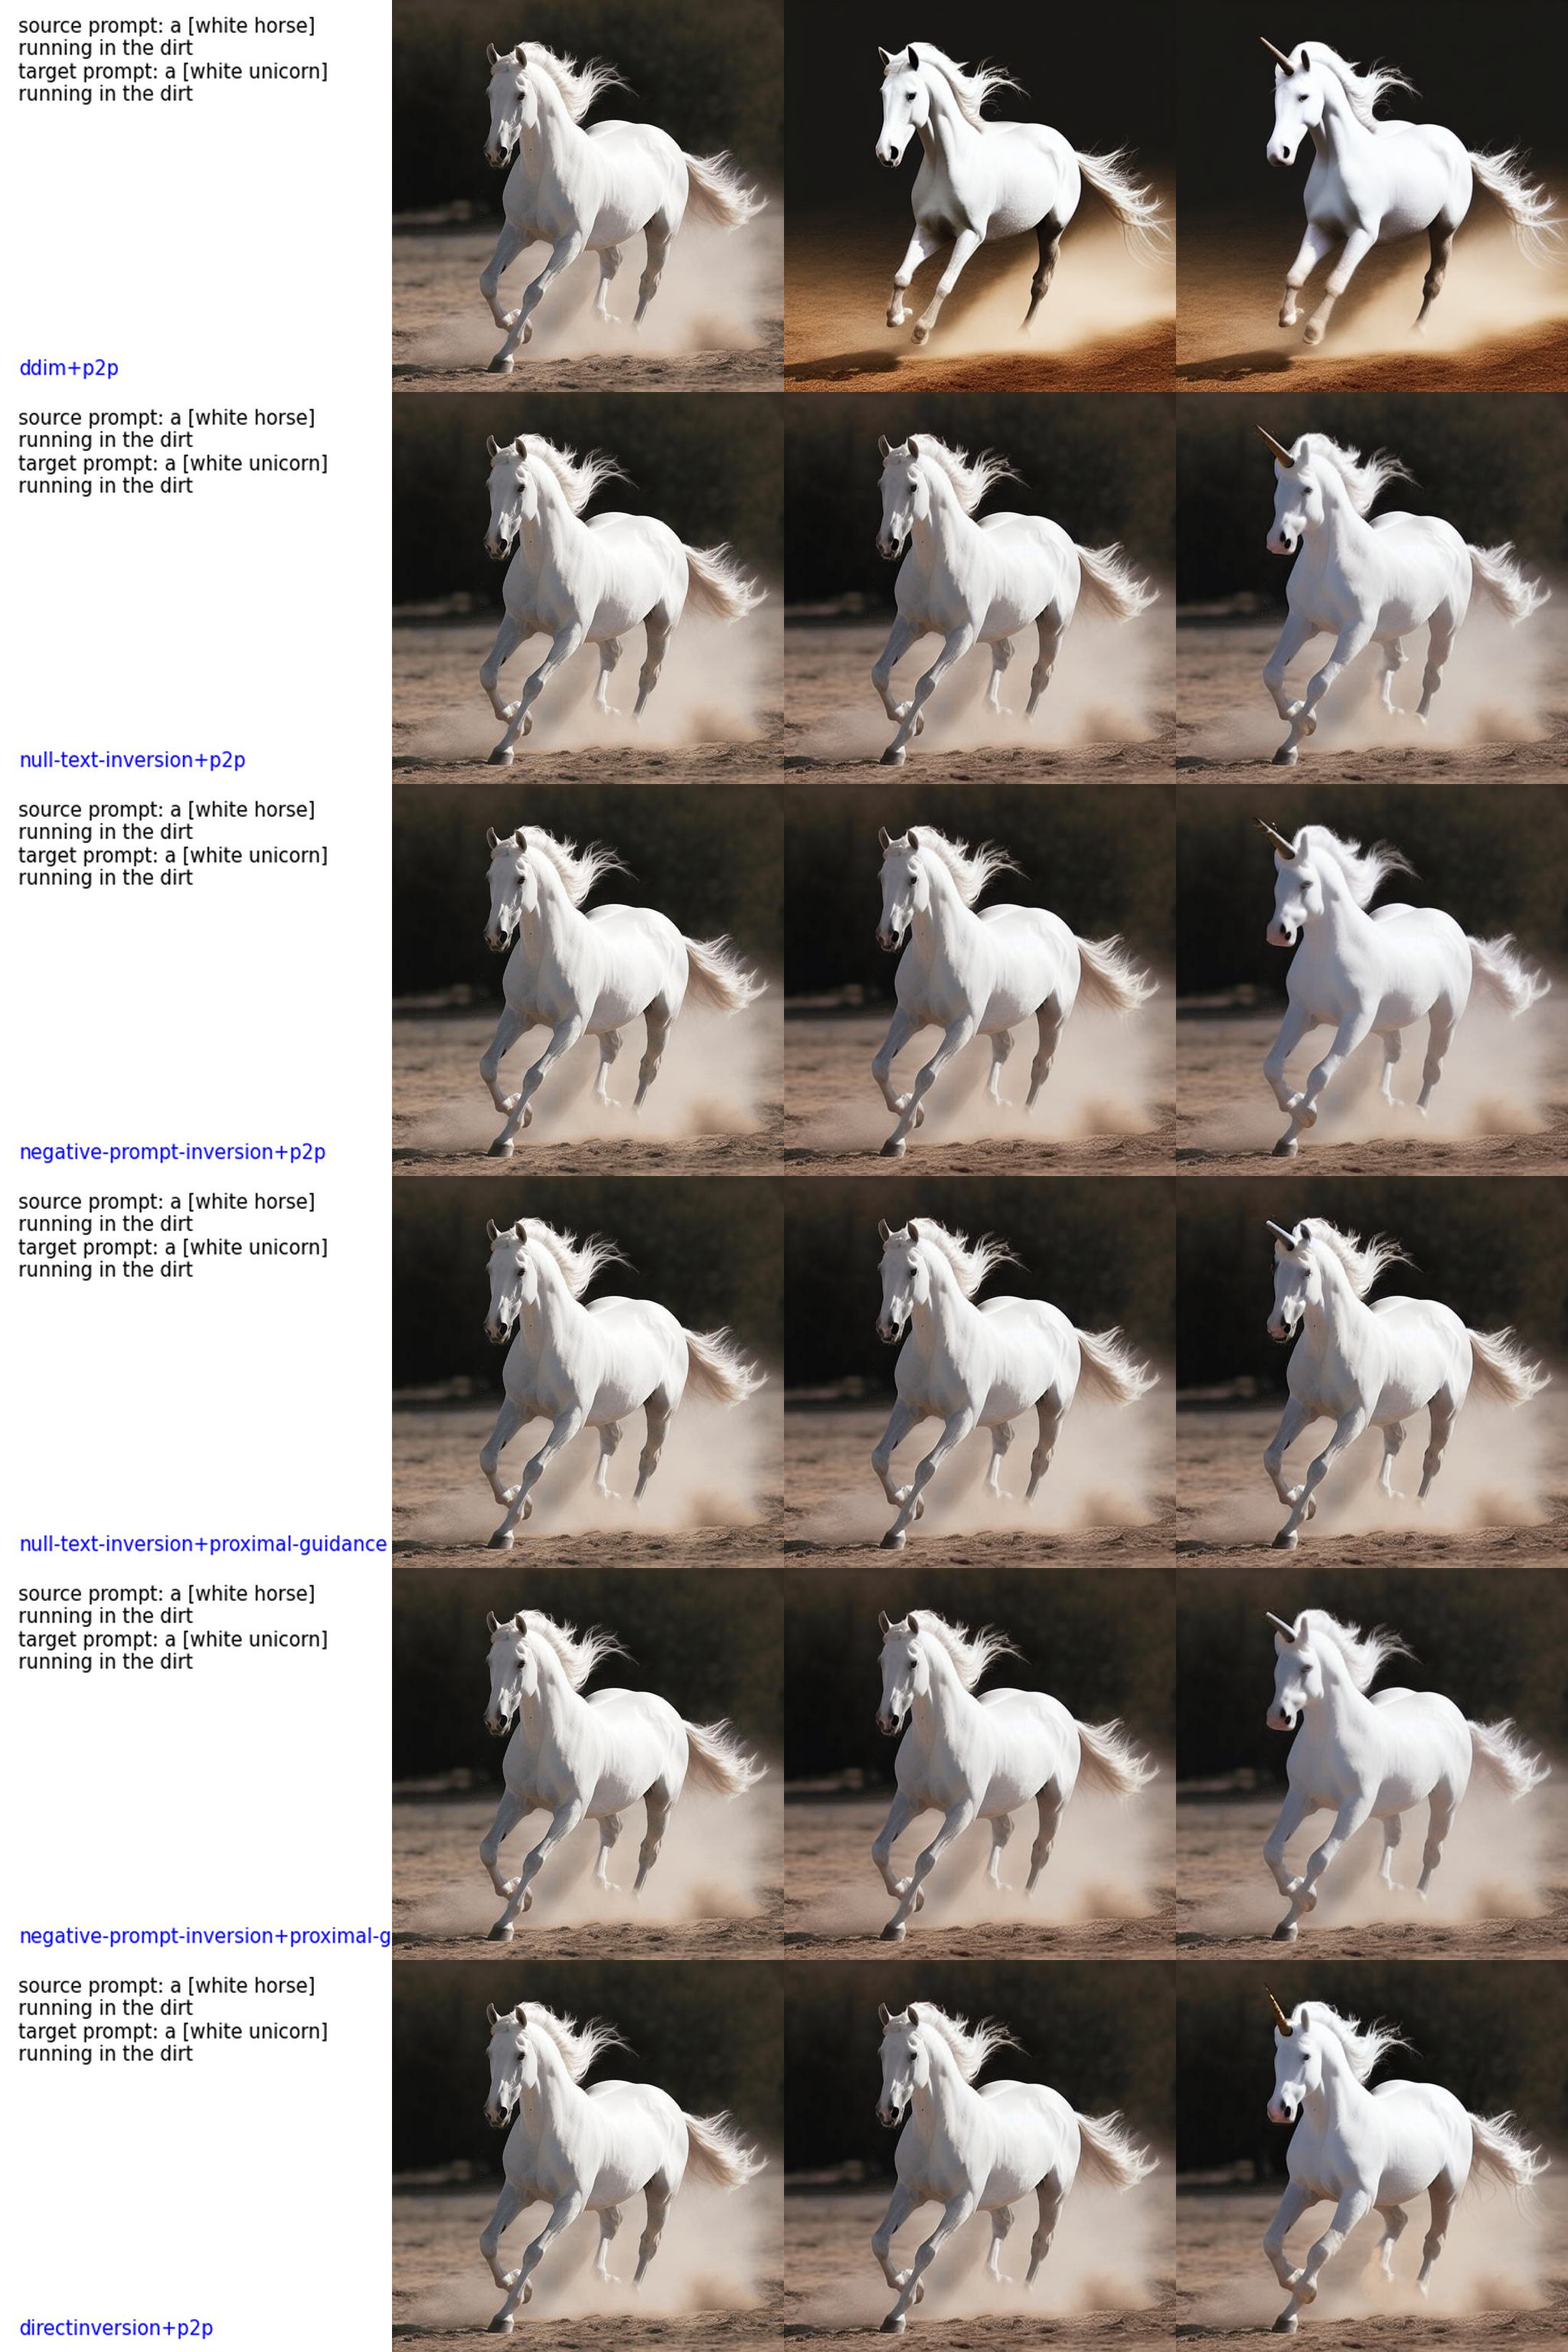 source prompt: a [white horse]
running in the dirt
target prompt: a [white unicorn]
running in the dirt
ddim+p2p
source prompt: a [white horse]
running in the dirt
target prompt: a [white unicorn]
running in the dirt
null-text-inversion+p2p
source prompt: a [white horse]
running in the dirt
target prompt: a [white unicorn]
running in the dirt
negative-prompt-inversion+p2p
source prompt: a [white horse]
running in the dirt
target prompt: a [white unicorn]
running in the dirt
null-text-inversion+proximal-guidance
source prompt: a [white horse]
running in the dirt
target prompt: a [white unicorn]
running in the dirt
negative-prompt-inversion+proximal-g
source prompt: a [white horse]
running in the dirt
target prompt: a [white unicorn]
running in the dirt
directinversion+p2p